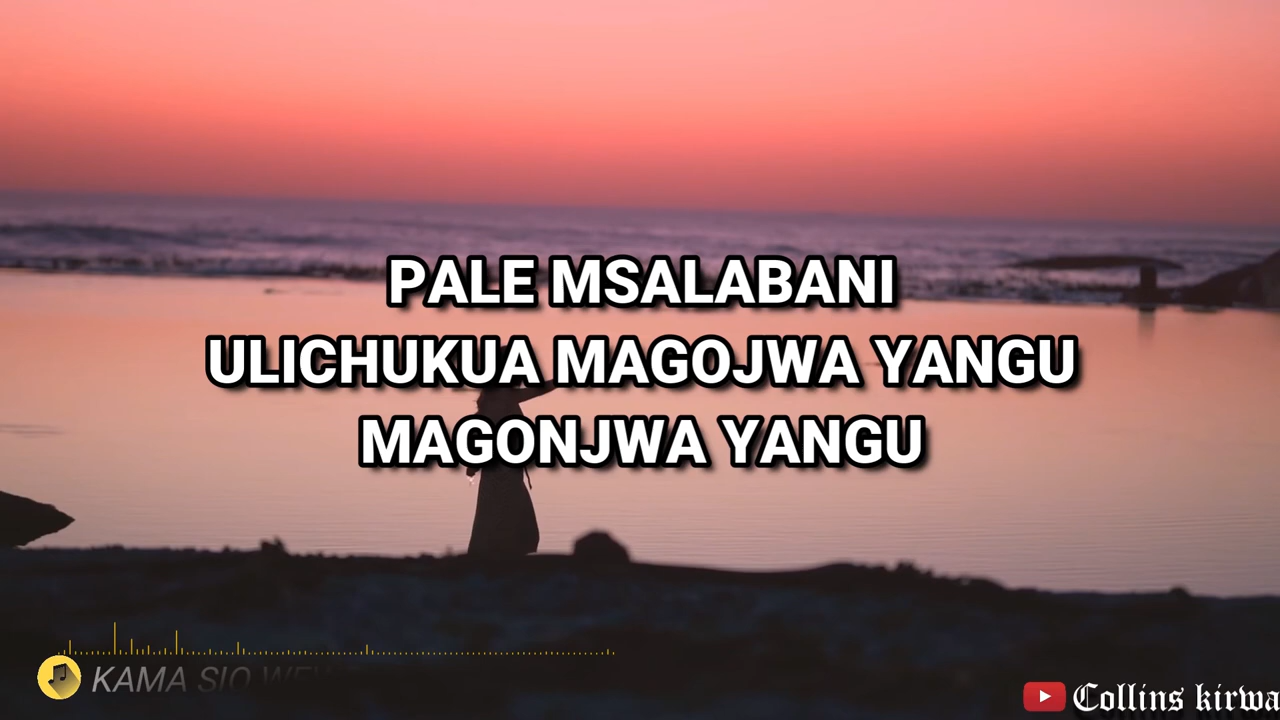 PALE MSALABANI
ULICHUKUA MAGOJWA YANGU
MAGONJWA YANGU
KAMA SIO
Collins kirwa